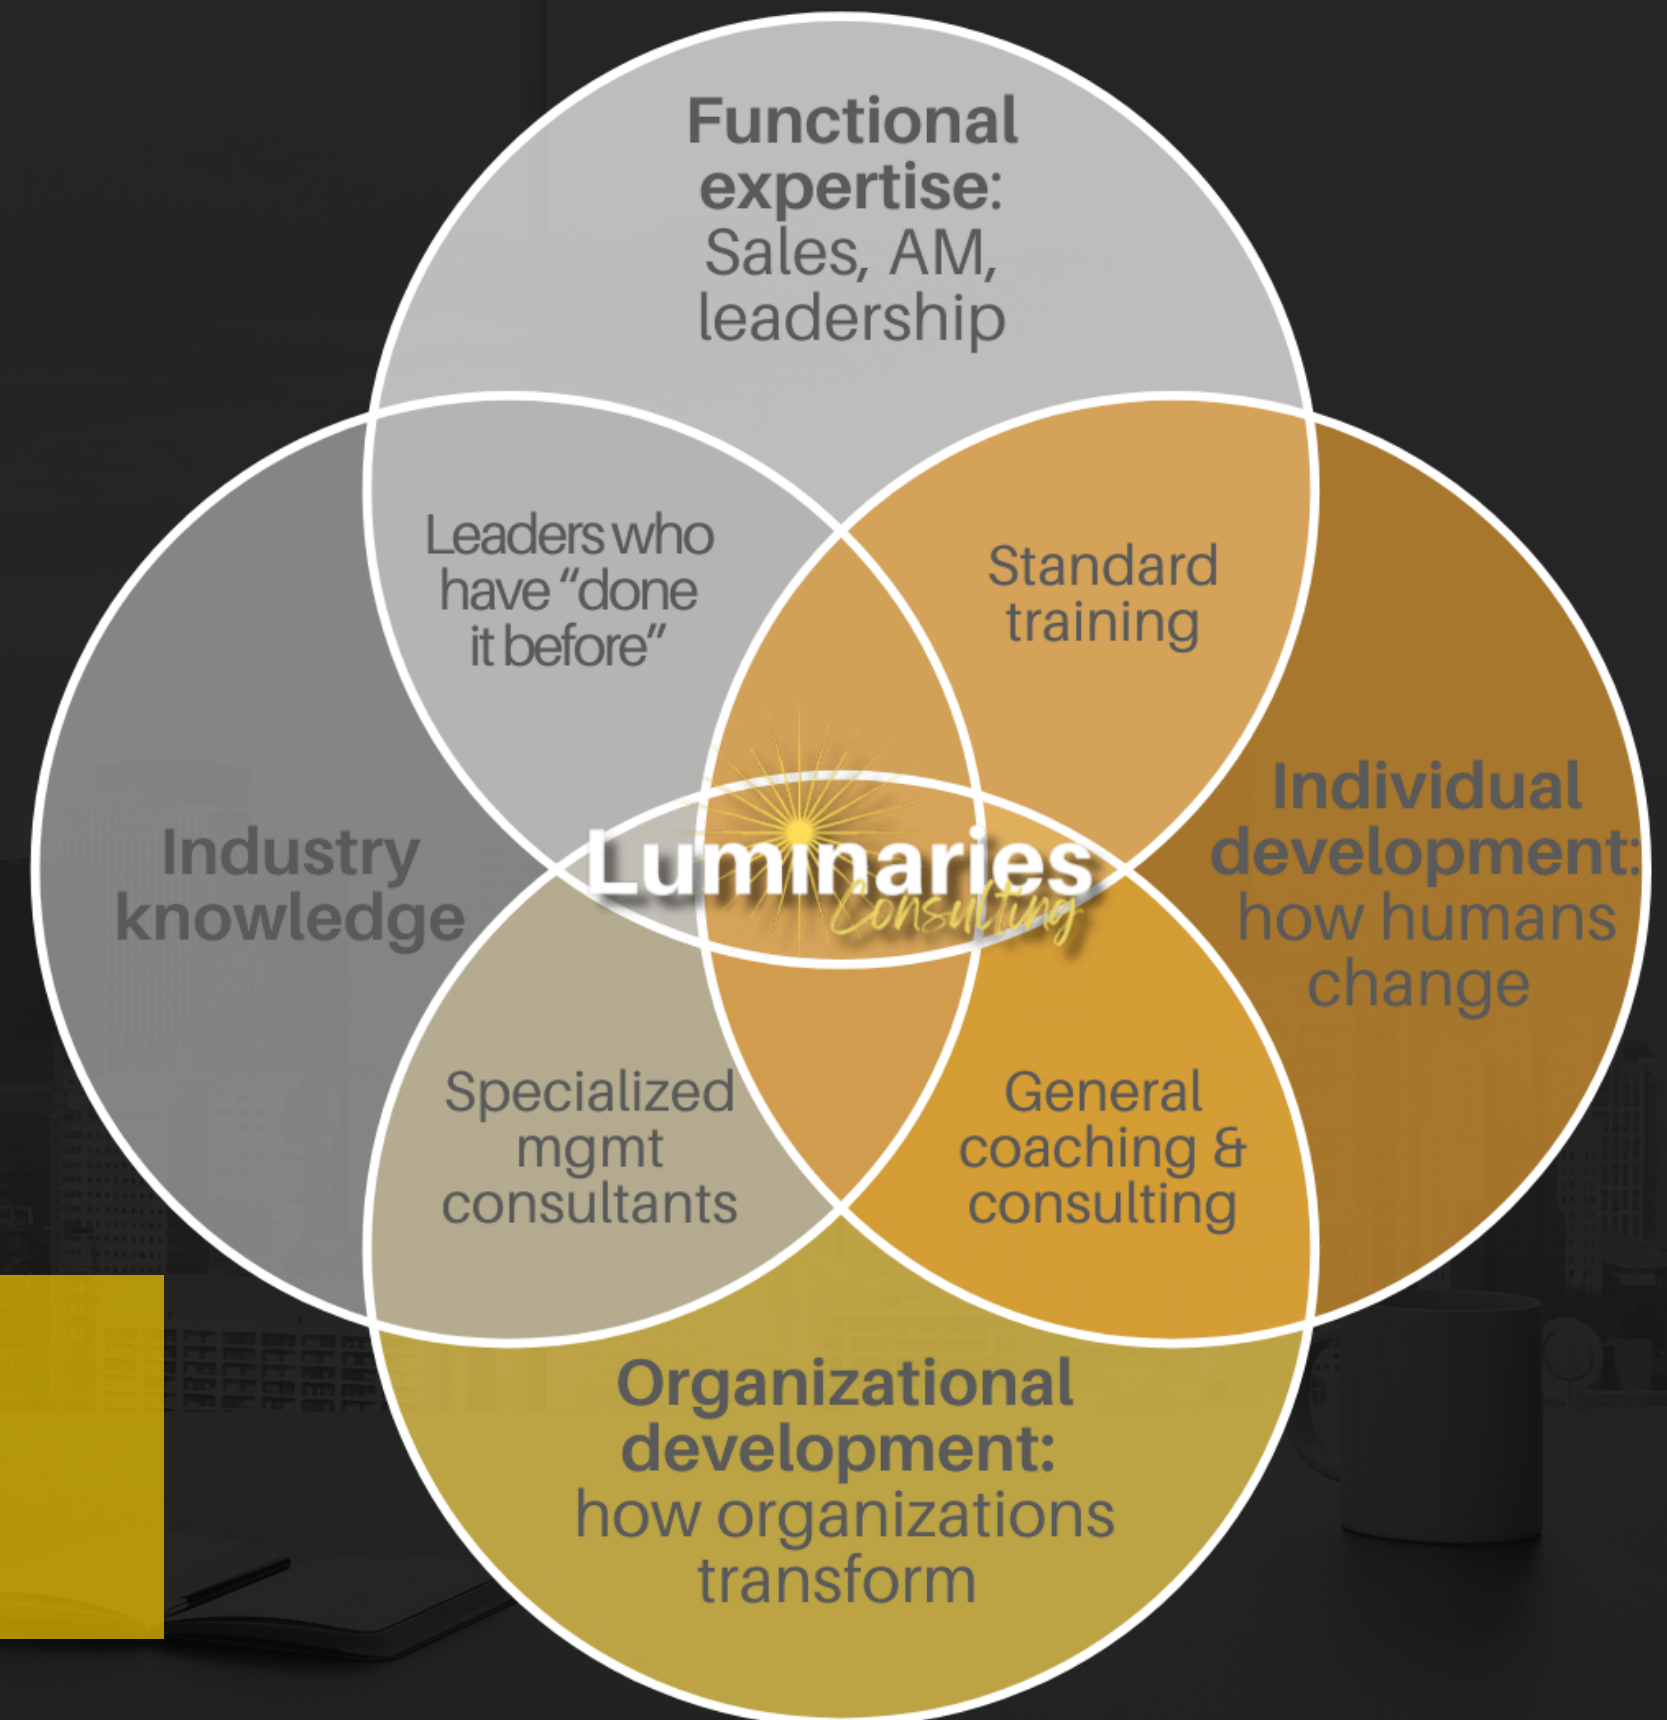 Functional
expertise:
Sales, AM,
leadership
Leaders who
have “done
it before”
Standard
training
Industry
knowledge
Luminaries
Consulting
Individual
development:
how humans
change
Specialized
mgmt
consultants
General
coaching &
consulting
Organizational
development:
how organizations
transform